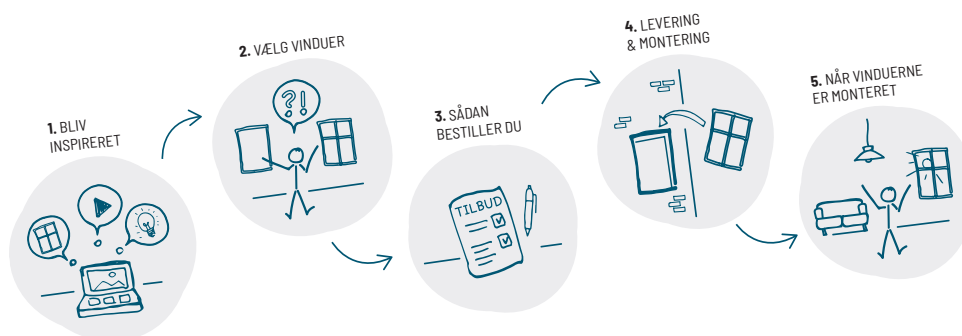 1. BLIV
INSPIRERET
2. VÆLG VINDUER
?!
3. SÅDAN
BESTILLER DU
TILBUD
4. LEVERING
& MONTERING
5. NÅR VINDUERNE
ER MONTERET